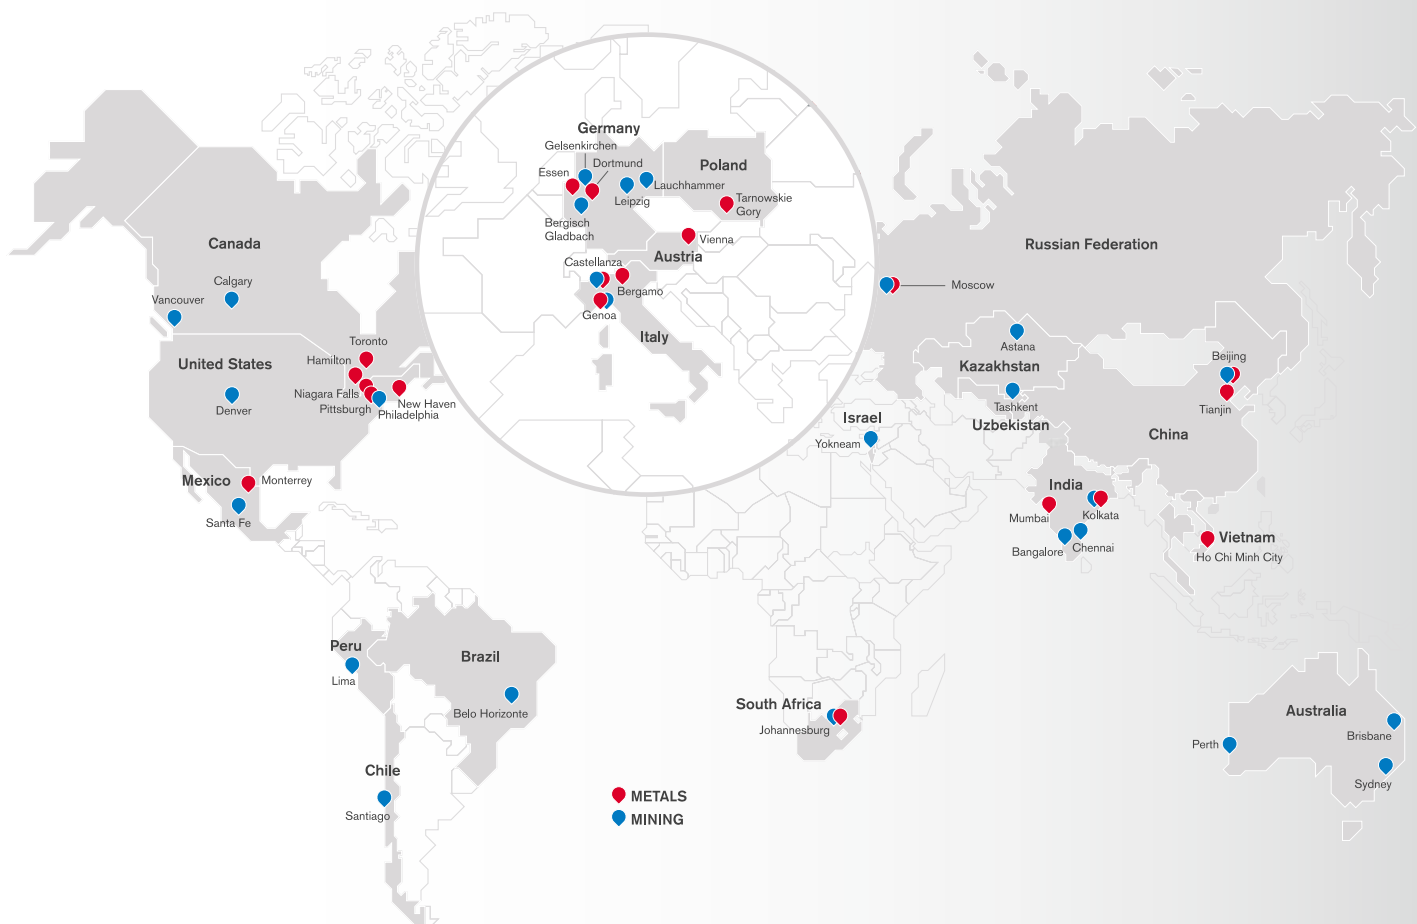 Germany
Gelsenkirchen
Dortmund
Essen
Lauchhammer
Leipzig
Bergisch
Gladbach
Poland
Tarnowskie
Gory
Vienna
Austria
Castellanza
Bergamo
Genoa
Italy
Canada
Calgary
Vancouver
Toronto
Hamilton
United States
Niagara Falls
Denver
Pittsburgh
New Haven
Philadelphia
Mexico
Monterrey
Santa Fe
Peru
Lima
Brazil
Belo Horizonte
Chile
Santiago
Russian Federation
Moscow
Astana
Kazakhstan
Tashkent
Uzbekistan
Beijing
Tianjin
China
Israel
Yokneam
India
Mumbai
Kolkata
Bangalore
Chennai
Vietnam
Ho Chi Minh City
South Africa
Johannesburg
Australia
Perth
Brisbane
Sydney
METALS
MINING